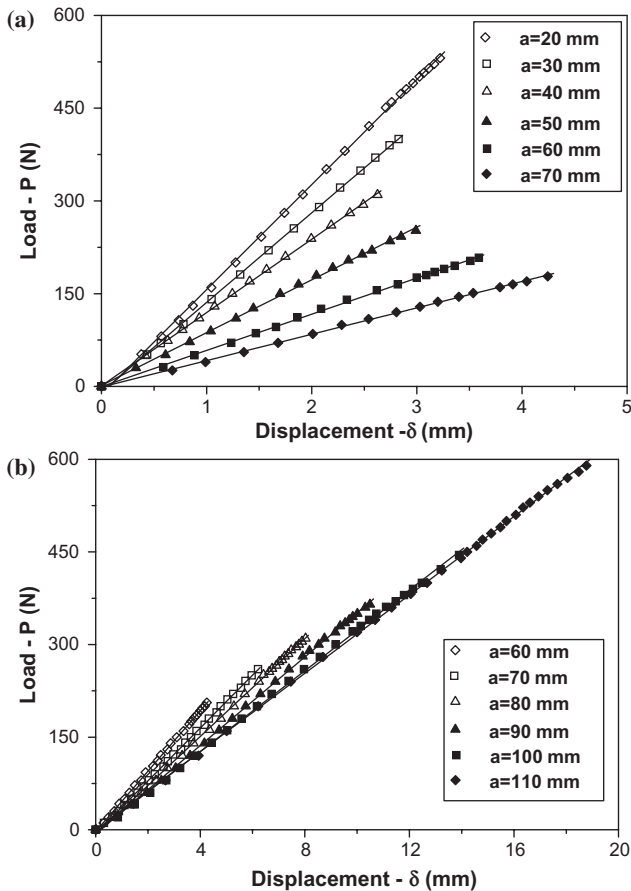 (a)
600
450
300
150
0
Load - P (N)
a=20 mm
a=30 mm
a=40 mm
a=50 mm
a=60 mm
a=70 mm
0 1 2 3 4 5
Displacement -δ (mm)
(b)
600
450
300
150
0
Load - P (N)
a=60 mm
a=70 mm
a=80 mm
a=90 mm
a=100 mm
a=110 mm
0 4 8 12 16 20
Displacement - δ (mm)